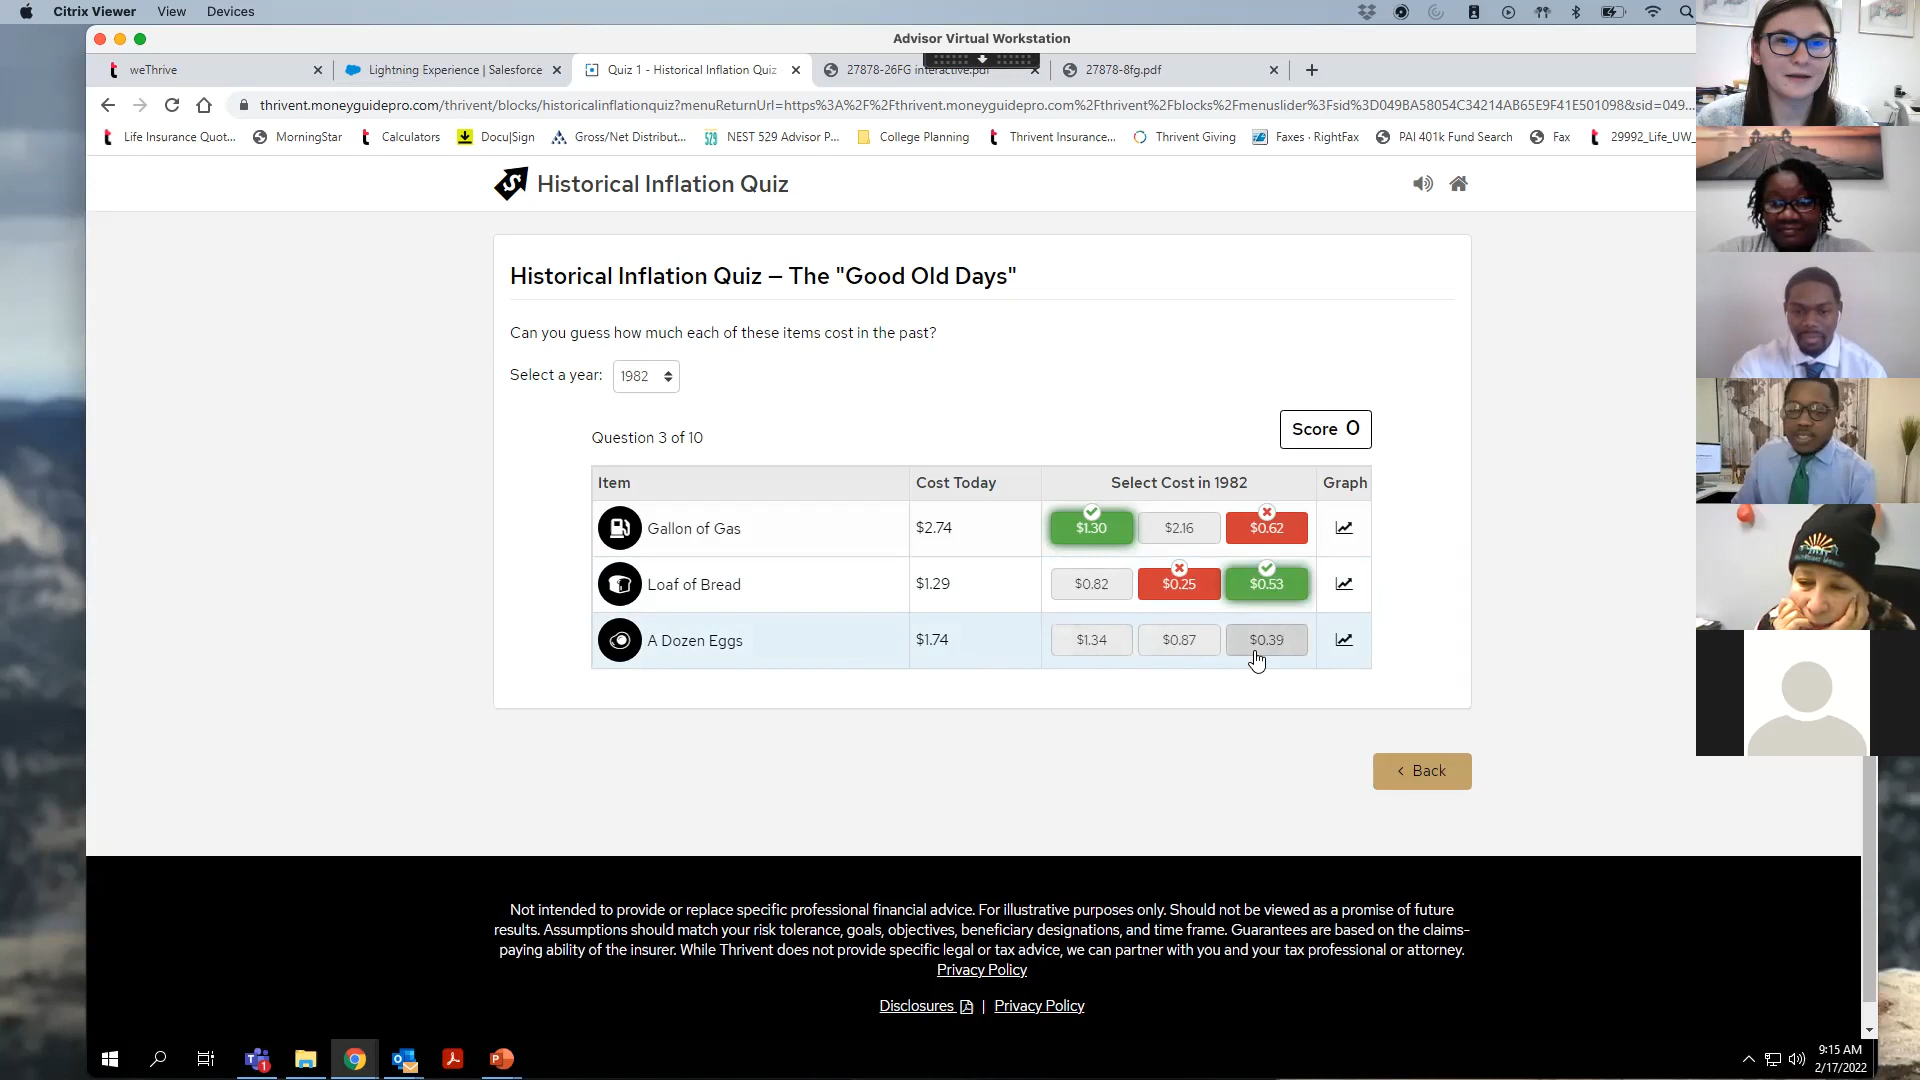 Citrix Viewer View Devices
Advisor Virtual Workstation
weThrive
Lightning Experience | Salesforce
Quiz 1 - Historical Inflation Quiz
27878-26FG interactive.pdf
27878-8fg.pdf
thrivent.moneyguidepro.com/thrivent/blocks/historicalinflationquiz?menuReturnUrl=https%3A%2F%2Fthrivent.moneyguidepro.com%2Fthrivent%2Fblocks%2Fmenuslider%3Fsid%3D049BA58054C34214AB65E9F41E501098&sid=049...
Life Insurance Quot... MorningStar Calculators Docu|Sign Gross/Net Distribut... NEST 529 Advisor P... College Planning Thrivent Insurance... Thrivent Giving Faxes · RightFax PAI 401k Fund Search Fax 29992_Life_UW_
Historical Inflation Quiz
Historical Inflation Quiz – The "Good Old Days"
Can you guess how much each of these items cost in the past?
Select a year: 1982
Score 0
Question 3 of 10
Item Cost Today Select Cost in 1982 Graph
Gallon of Gas $2.74 $1.30 $2.16 $0.62
Loaf of Bread $1.29 $0.82 $0.25 $0.53
A Dozen Eggs $1.74 $1.34 $0.87 $0.39
< Back
Not intended to provide or replace specific professional financial advice. For illustrative purposes only. Should not be viewed as a promise of future
results. Assumptions should match your risk tolerance, goals, objectives, beneficiary designations, and time frame. Guarantees are based on the claims-
paying ability of the insurer. While Thrivent does not provide specific legal or tax advice, we can partner with you and your tax professional or attorney.
Privacy Policy
Disclosures | Privacy Policy
9:15 AM
2/17/2022